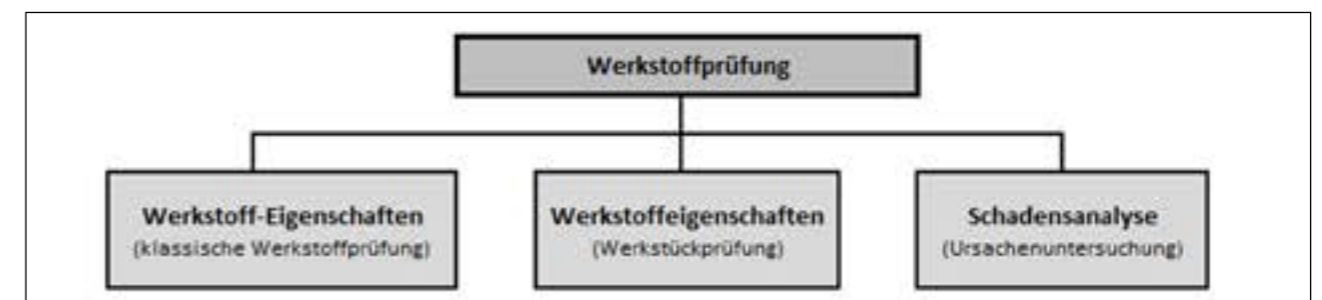 Werkstoffprüfung
Werkstoff-Eigenschaften
(klassische Werkstoffprüfung)
Werkstoffeigenschaften
(Werkstückprüfung)
Schadensanalyse
(Ursachenuntersuchung)